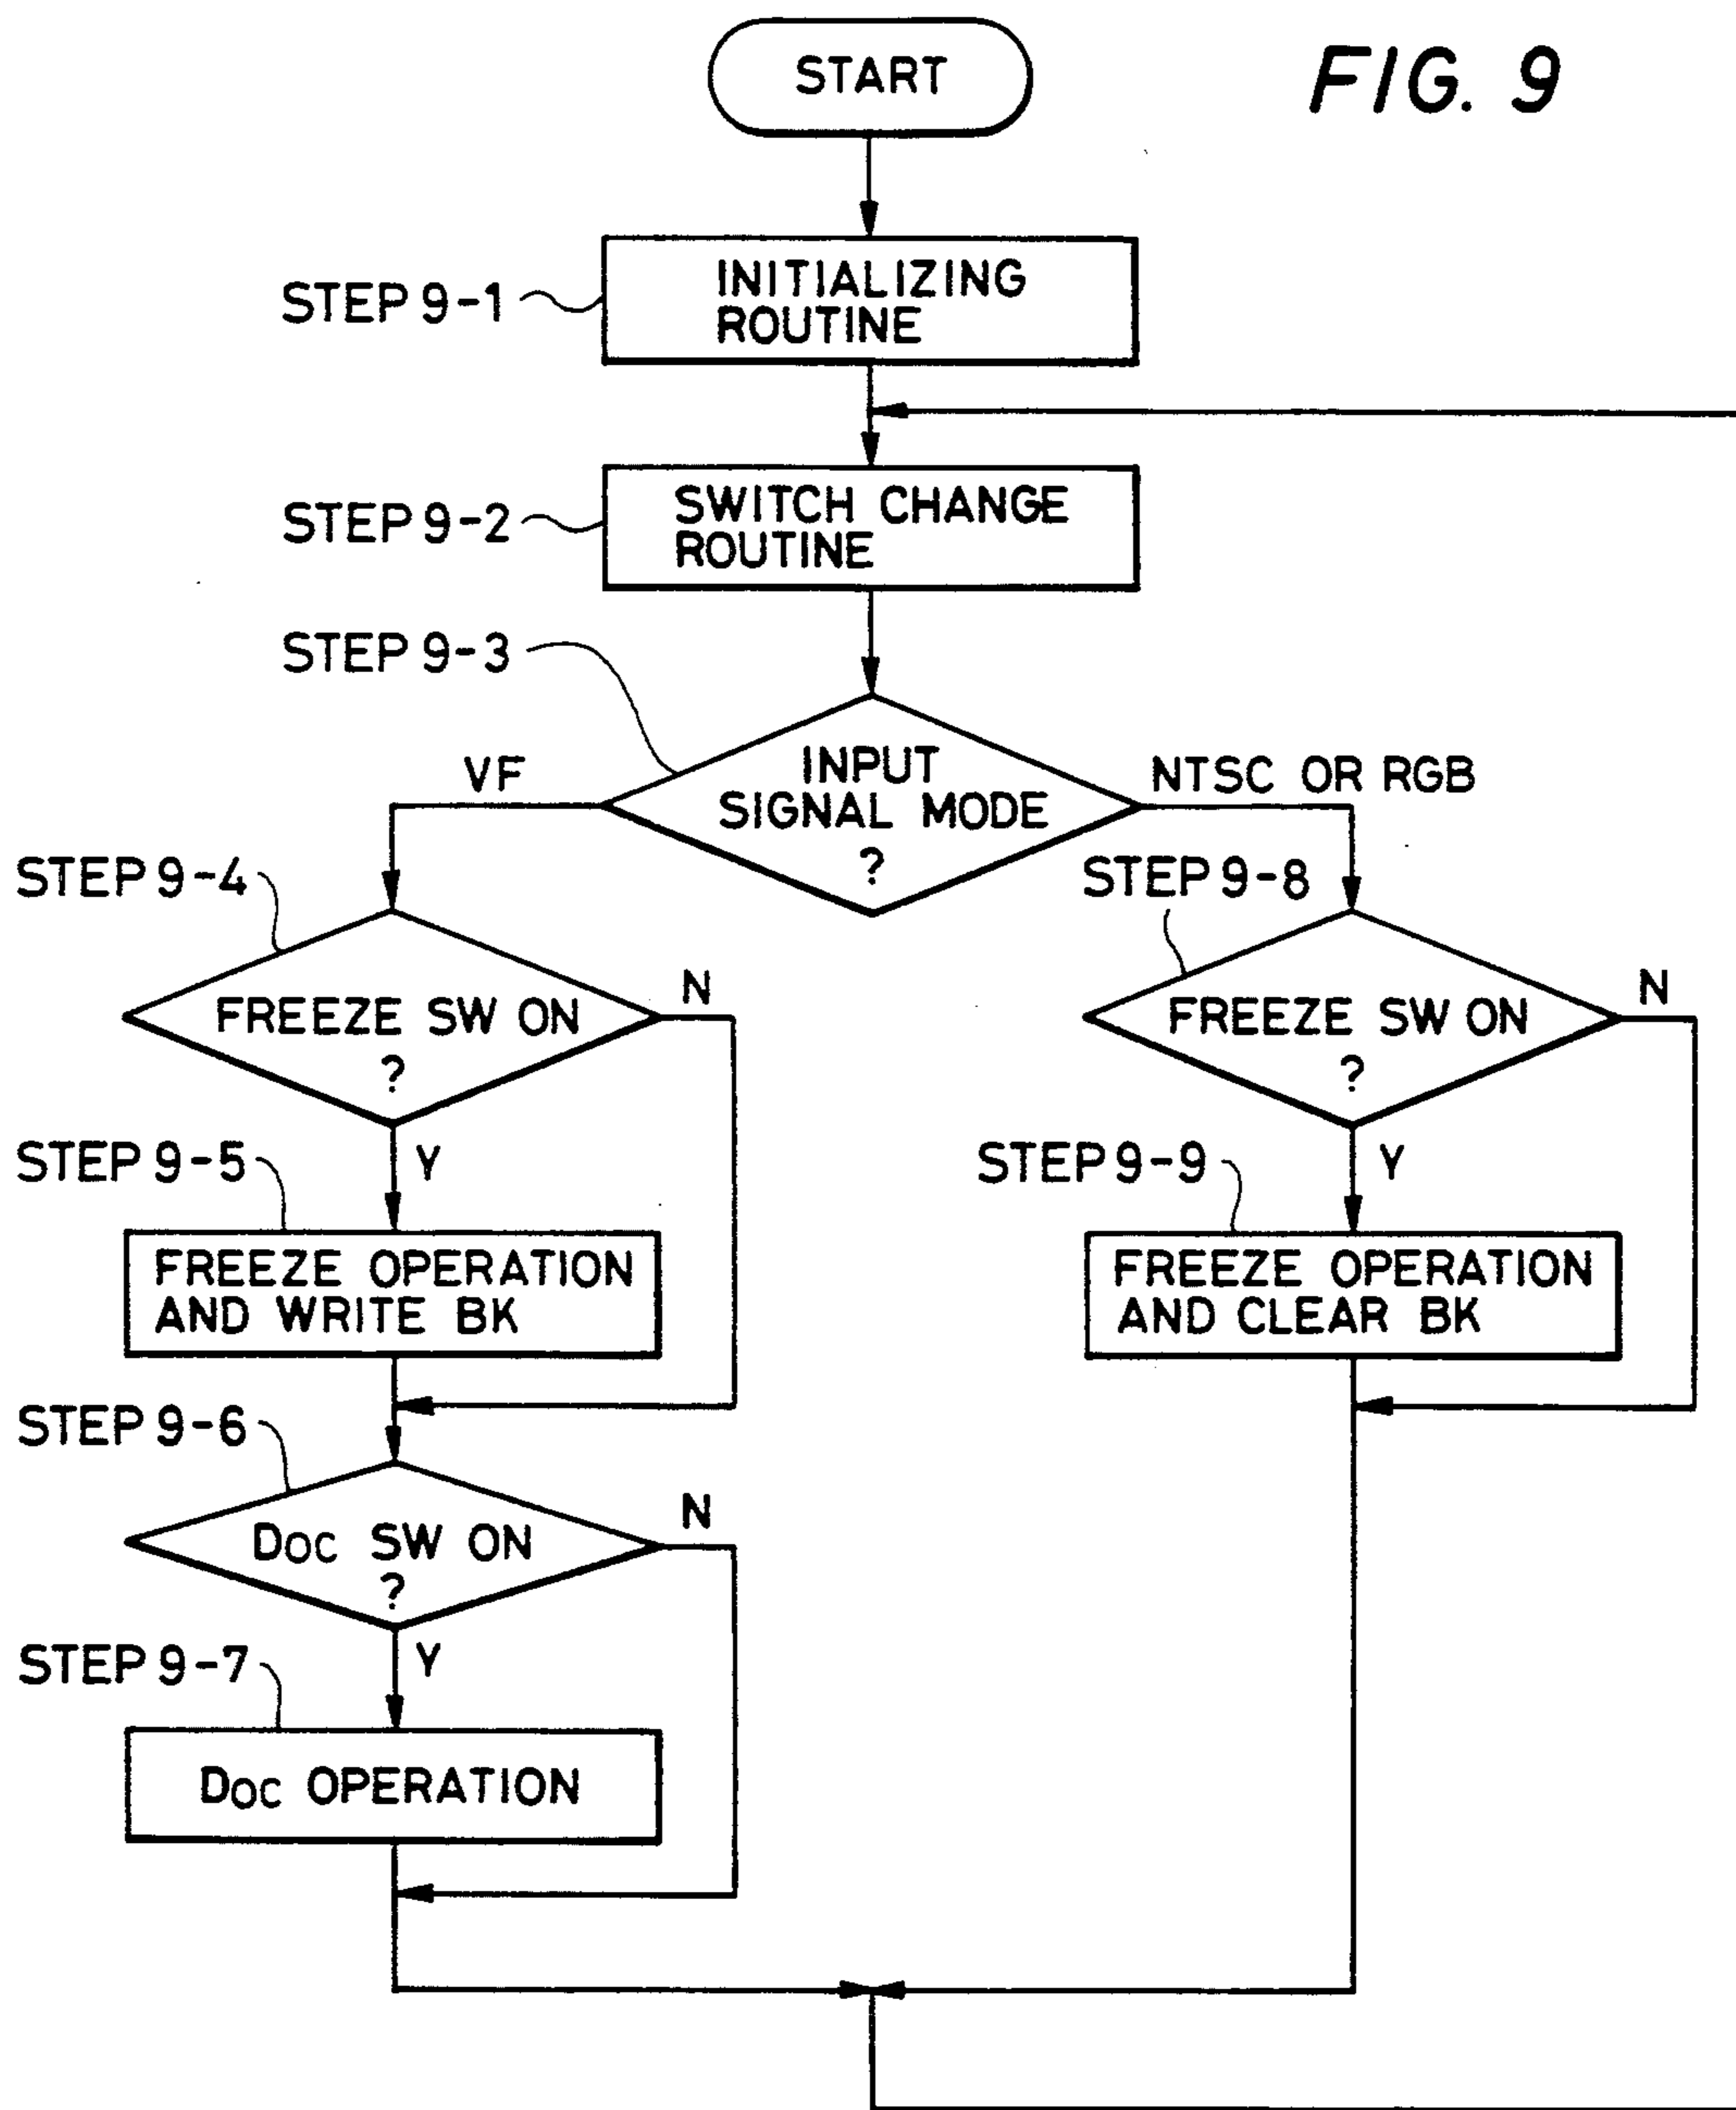 START
FIG. 9
STEP 9-1
INITIALIZING
ROUTINE
STEP 9-2
SWITCH CHANGE
ROUTINE
STEP 9-3
INPUT
SIGNAL MODE
?
VF
NTSC OR RGB
STEP 9-4
FREEZE SW ON
?
N
Y
STEP 9-5
FREEZE OPERATION
AND WRITE BK
STEP 9-6
DOC SW ON
?
N
Y
STEP 9-7
DOC OPERATION
STEP 9-8
FREEZE SW ON
?
N
Y
STEP 9-9
FREEZE OPERATION
AND CLEAR BK